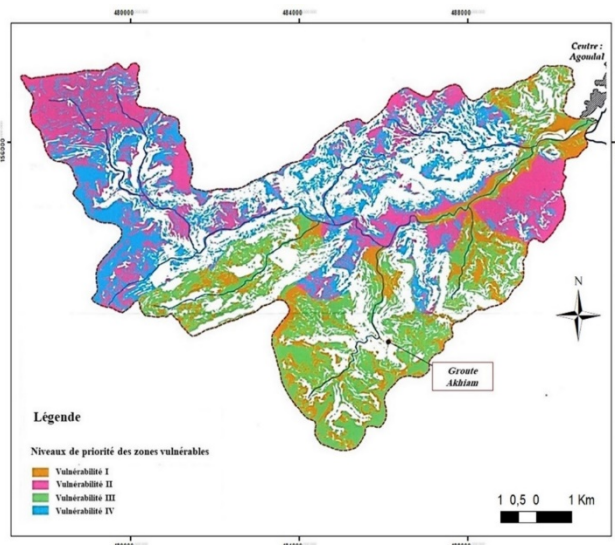 480000
484000
Centre :
Agoudal
N
Groute
Akhiam
Légende
Niveaux de priorité des zones vulnérables
Vulnérabilité I
Vulnérabilité II
Vulnérabilité III
Vulnérabilité IV
1 0,5 0 1 Km